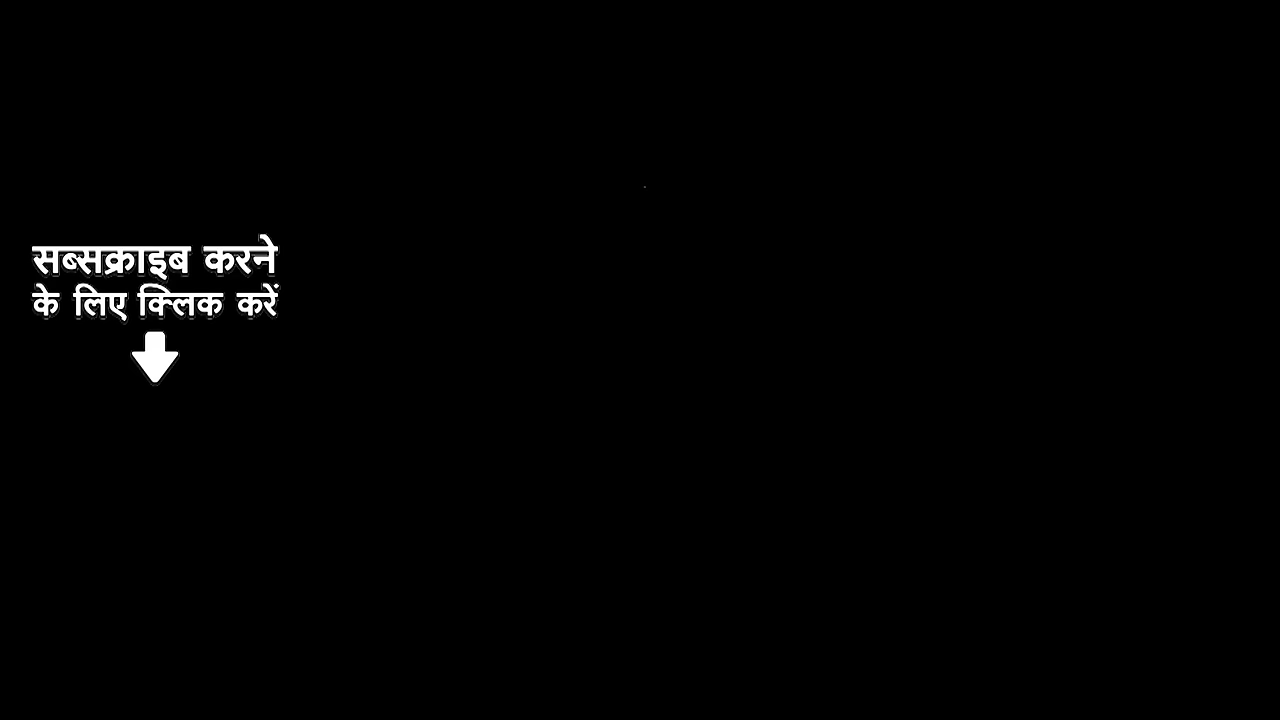 सब्सक्राइब करने
के लिए क्लिक करें